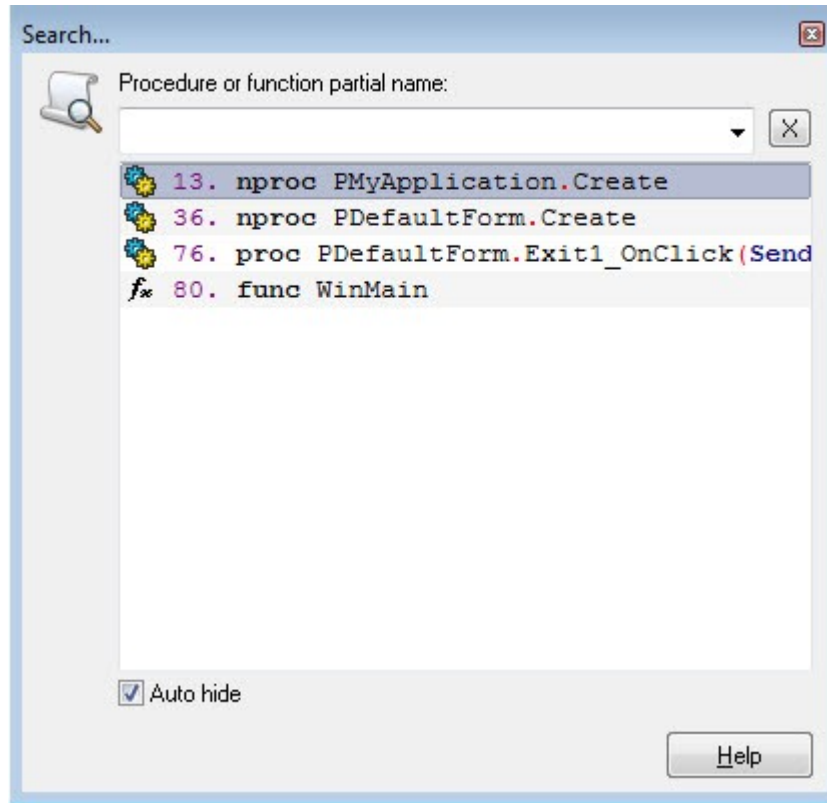 Search...
Procedure or function partial name:
13. nproc PMyApplication.Create
36. nproc PDefaultForm.Create
76. proc PDefaultForm.Exit1_OnClick(Send
80. func WinMain
Auto hide
Help